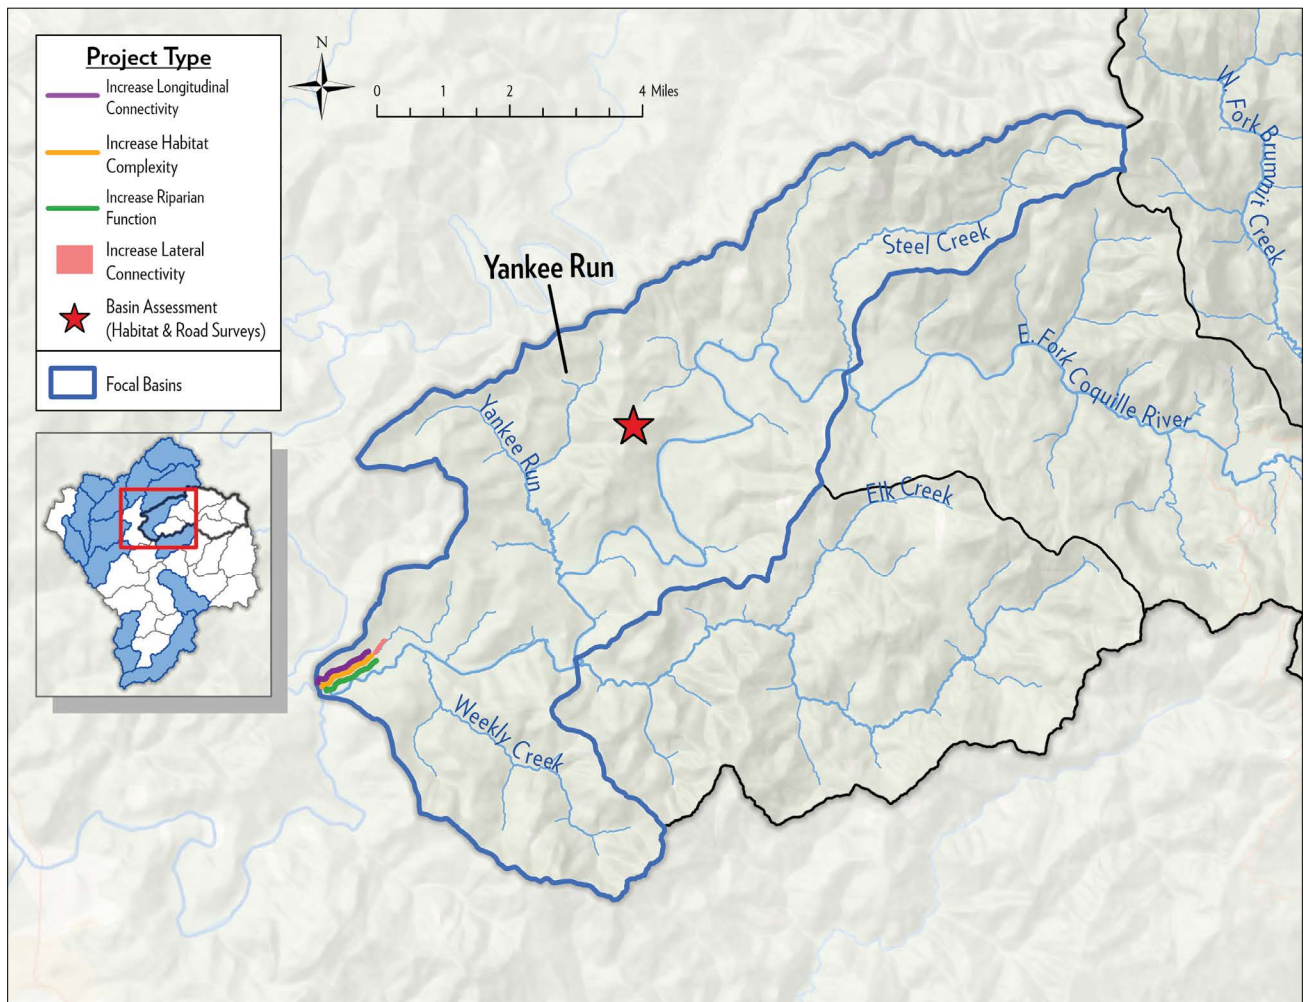 Project Type
Increase Longitudinal
Connectivity
Increase Habitat
Complexity
Increase Riparian
Function
Increase Lateral
Connectivity
Basin Assessment
(Habitat & Road Surveys)
Focal Basins
N
0 1 2 4 Miles
W. Fork Brummit Creek
Steel Creek
Yankee Run
E. Fork Coquille River
Yankee Run
Elk Creek
Weekly Creek